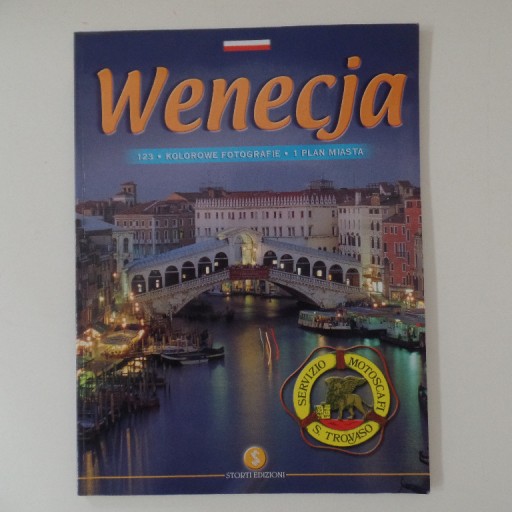 Wenecja
123 • KOLOROWE FOTOGRAFIE • 1 PLAN MIASTA
SERVIZIO
MOTOSCAFI
S. TROVASO
S
STORTI EDIZIONI